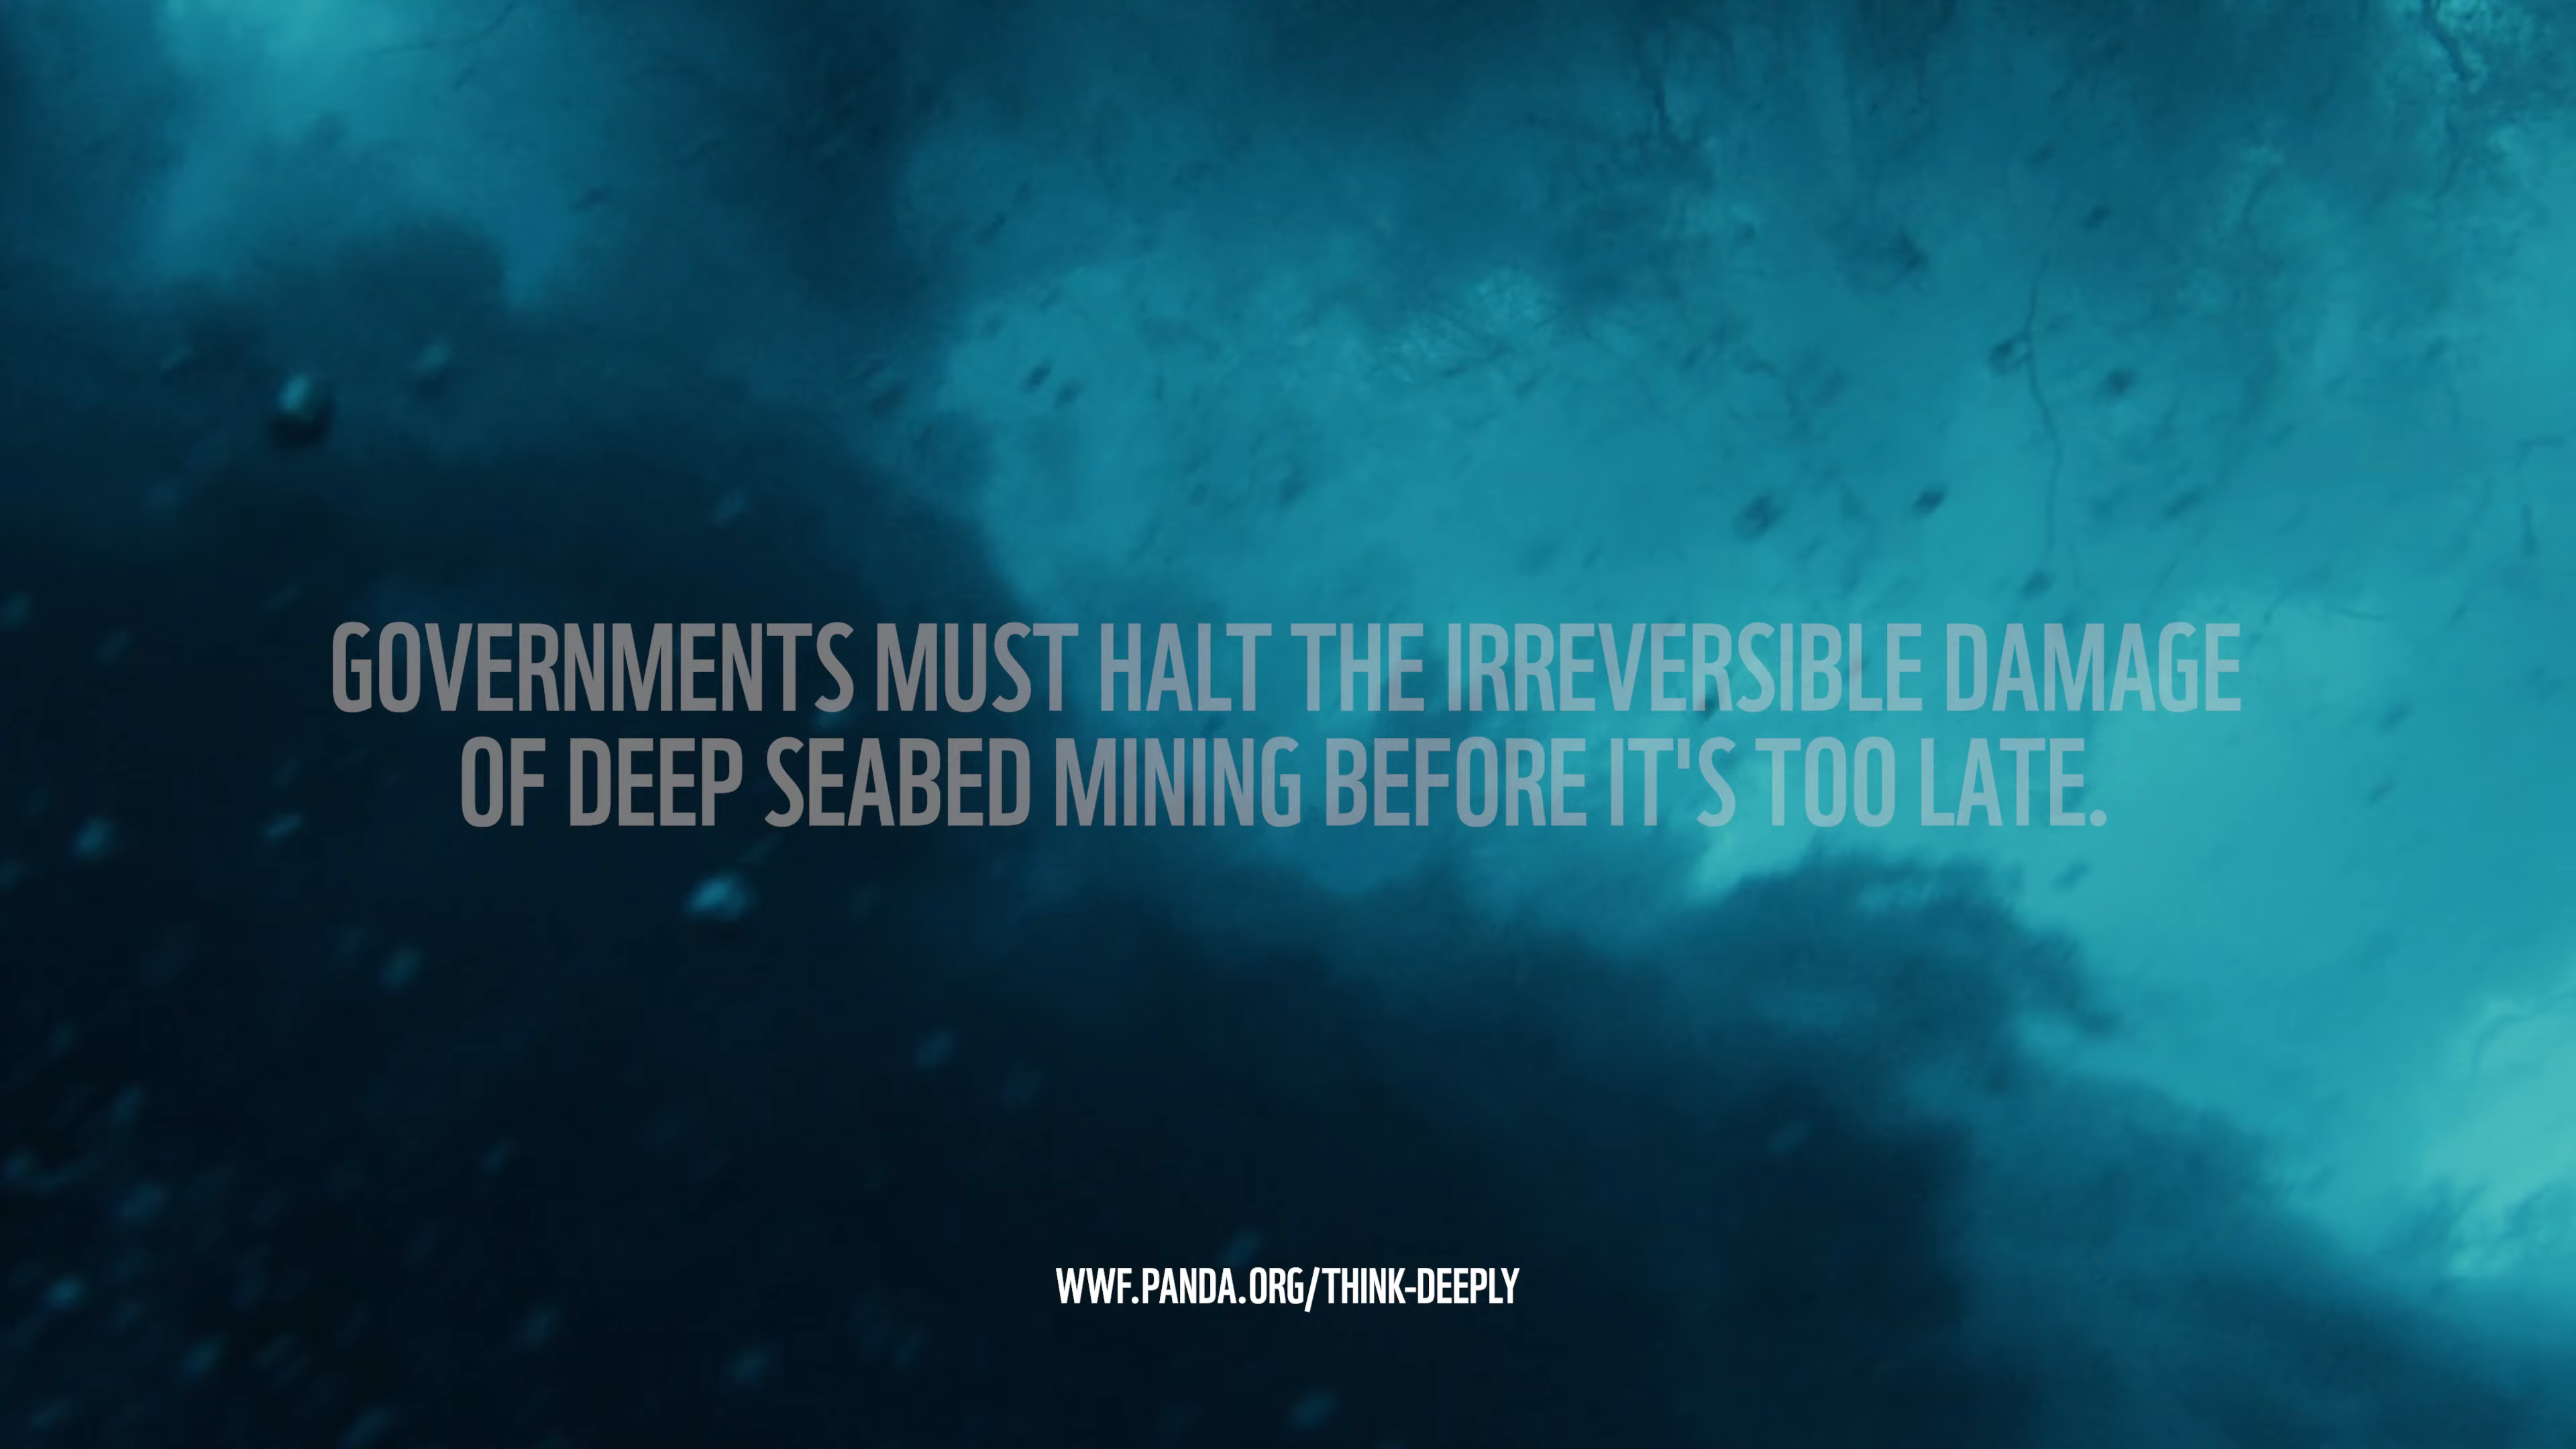 GOVERNMENTS MUST HALT THE IRREVERSIBLE DAMAGE
OF DEEP SEABED MINING BEFORE IT'S TOO LATE.
WWF.PANDA.ORG/THINK-DEEPLY